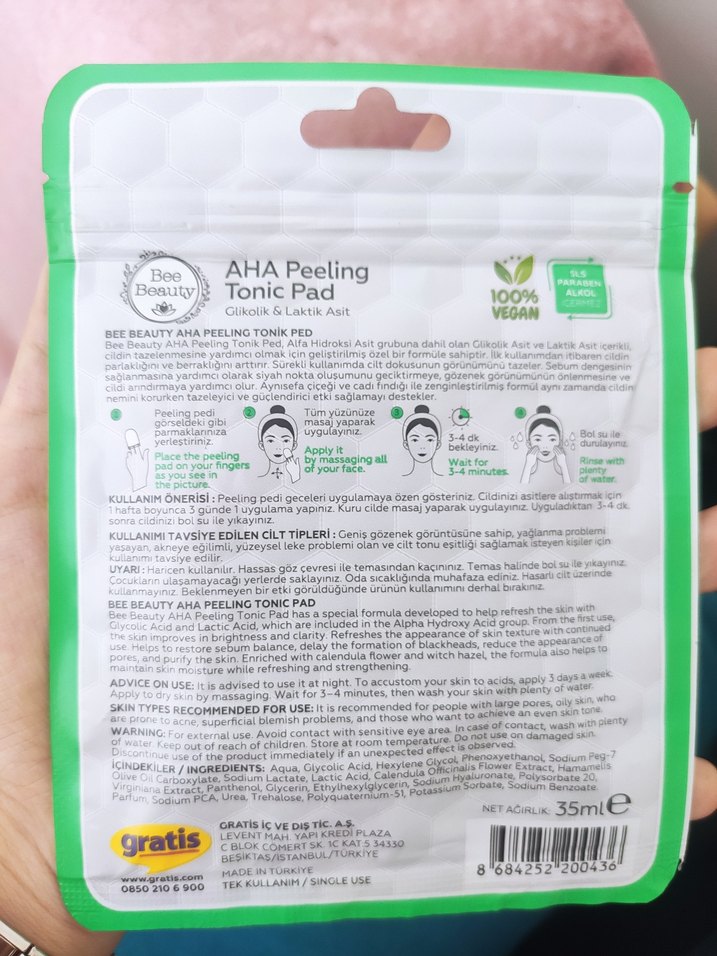 Bee
Beauty
AHA Peeling
Tonic Pad
Glikolik & Laktik Asit
100%
VEGAN
SLS
PARABEN
ALKOL
İÇERMEZ
BEE BEAUTY AHA PEELING TONİK PED
Bee Beauty AHA Peeling Tonik Ped, Alfa Hidroksi Asit grubuna dahil olan Glikolik Asit ve Laktik Asit içerikli,
cildin tazelenmesine yardımcı olmak için geliştirilmiş özel bir formüle sahiptir. İlk kullanımdan itibaren cildin
parlaklığını ve berraklığını arttırır. Sürekli kullanımda cilt dokusunun görünümünü tazeler. Sebum dengesinin
sağlanmasına yardımcı olarak siyah nokta oluşumunu geciktirmeye, gözenek görünümünün önlenmesine ve
cildi arındırmaya yardımcı olur. Aynısefa çiçeği ve cadı fındığı ile zenginleştirilmiş formül aynı zamanda cildin
nemini korurken tazeleyici ve güçlendirici etki sağlamayı destekler.
1
Peeling pedi
görseldeki gibi
parmaklarınıza
yerleştiriniz.
Place the peeling
pad on your fingers
as you see in
the picture.
2
Tüm yüzünüze
masaj yaparak
uygulayınız.
Apply it
by massaging all
of your face.
3
3-4 dk
bekleyiniz.
Wait for
3-4 minutes.
4
Bol su ile
durulayınız.
Rinse with
plenty
of water.
KULLANIM ÖNERİSİ : Peeling pedi geceleri uygulamaya özen gösteriniz. Cildinizi asitlere alıştırmak için
1 hafta boyunca 3 günde 1 uygulama yapınız. Kuru cilde masaj yaparak uygulayınız. Uyguladıktan 3-4 dk.
sonra cildinizi bol su ile yıkayınız.
KULLANIMI TAVSİYE EDİLEN CİLT TİPLERİ : Geniş gözenek görüntüsüne sahip, yağlanma problemi
yaşayan, akneye eğilimli, yüzeysel leke problemi olan ve cilt tonu eşitliği sağlamak isteyen kişiler için
kullanımı tavsiye edilir.
UYARI : Haricen kullanılır. Hassas göz çevresi ile temasından kaçınınız. Temas halinde bol su ile yıkayınız.
Çocukların ulaşamayacağı yerlerde saklayınız. Oda sıcaklığında muhafaza ediniz. Hasarlı cilt üzerinde
kullanmayınız. Beklenmeyen bir etki görüldüğünde ürünün kullanımını derhal bırakınız.
BEE BEAUTY AHA PEELING TONIC PAD
Bee Beauty AHA Peeling Tonic Pad has a special formula developed to help refresh the skin with
Glycolic Acid and Lactic Acid, which are included in the Alpha Hydroxy Acid group. From the first use,
the skin improves in brightness and clarity. Refreshes the appearance of skin texture with continued
use. Helps to restore sebum balance, delay the formation of blackheads, reduce the appearance of
pores, and purify the skin. Enriched with calendula flower and witch hazel, the formula also helps to
maintain skin moisture while refreshing and strengthening.
ADVICE ON USE: It is advised to use it at night. To accustom your skin to acids, apply 3 days a week.
Apply to dry skin by massaging. Wait for 3-4 minutes, then wash your skin with plenty of water.
SKIN TYPES RECOMMENDED FOR USE: It is recommended for people with large pores, oily skin, who
are prone to acne, superficial blemish problems, and those who want to achieve an even skin tone.
WARNING: For external use. Avoid contact with sensitive eye area. In case of contact, wash with plenty
of water. Keep out of reach of children. Store at room temperature. Do not use on damaged skin.
Discontinue use of the product immediately if an unexpected effect is observed.
İÇİNDEKİLER / INGREDIENTS: Aqua, Glycolic Acid, Hexylene Glycol, Phenoxyethanol, Sodium Peg-7
Olive Oil Carboxylate, Sodium Lactate, Lactic Acid, Calendula Officinalis Flower Extract, Hamamelis
Virginiana Extract, Panthenol, Glycerin, Ethylhexylglycerin, Sodium Hyaluronate, Polysorbate 20,
Parfum, Sodium PCA, Urea, Trehalose, Polyquaternium-51, Potassium Sorbate, Sodium Benzoate.
NET AĞIRLIK: 35ml e
gratis
www.gratis.com
0850 210 6 900
GRATİS İÇ VE DIŞ TİC. A.Ş.
LEVENT MAH. YAPI KREDİ PLAZA
C BLOK CÖMERT SK. 1C KAT 5 34330
BEŞİKTAŞ/İSTANBUL/TÜRKİYE
MADE IN TÜRKİYE
TEK KULLANIM / SINGLE USE
8 684252 200436